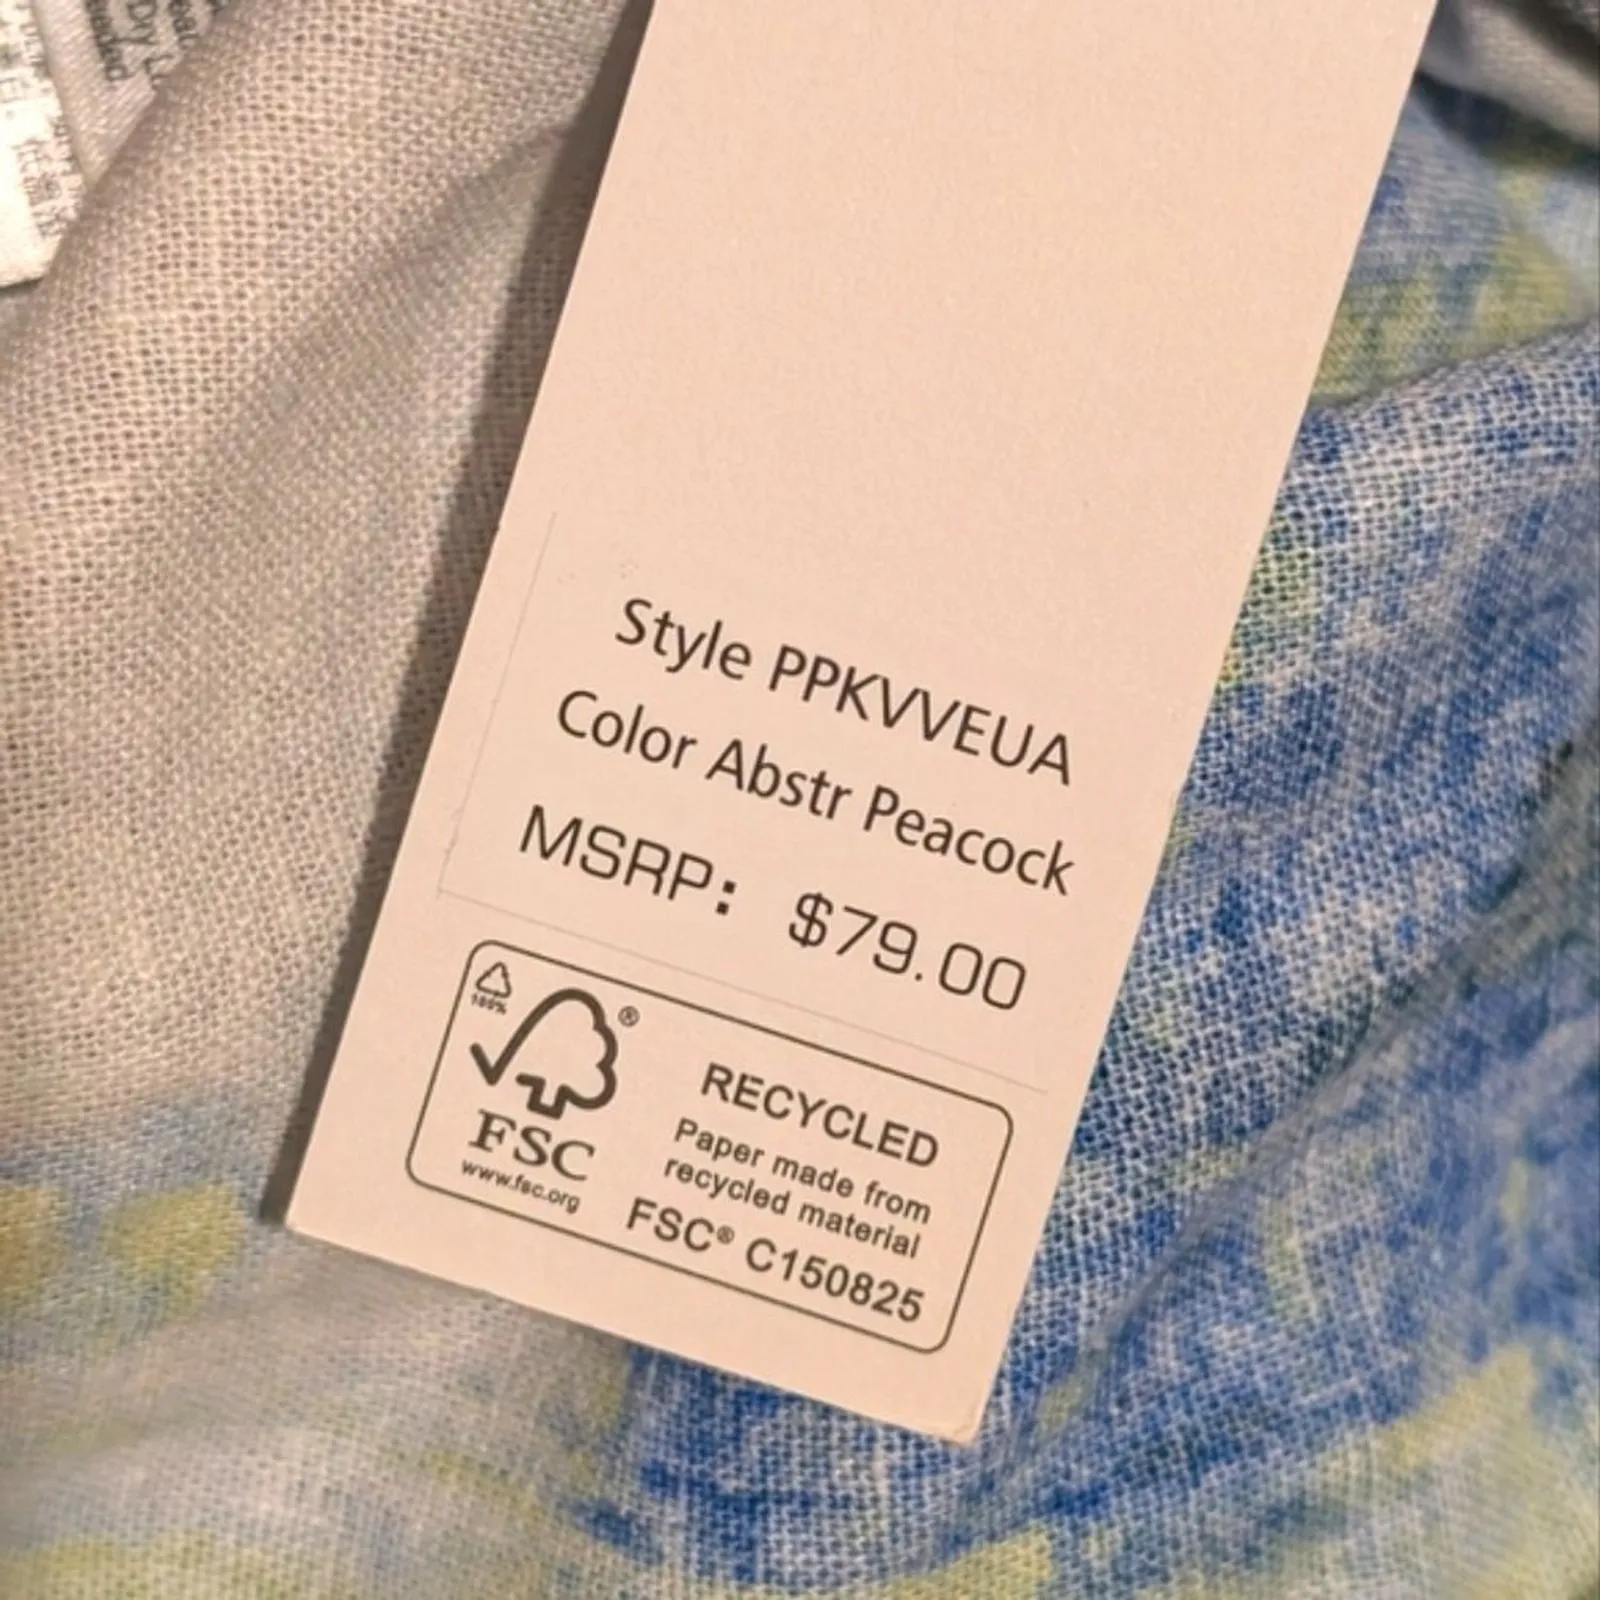 Style PPKVVEUA
Color Abstr Peacock
MSRP: $79.00
100%
®
FSC
www.fsc.org
RECYCLED
Paper made from
recycled material
FSC® C150825